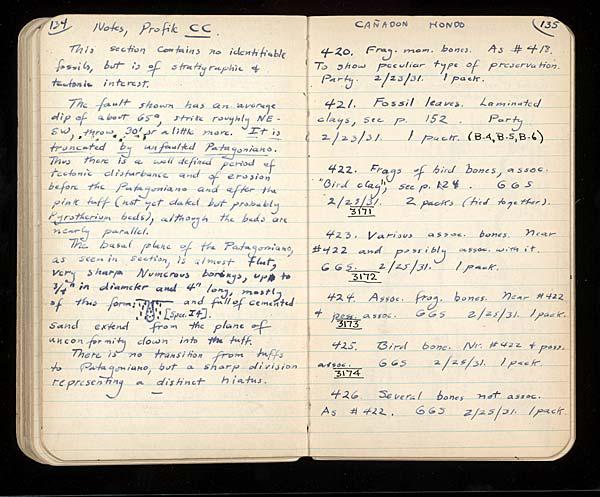 134
Notes, Profile CC.
This section contains no identifiable
fossils, but is of stratigraphic &
tectonic interest.
The fault shown has an average
dip of about 65°, strike roughly NE-
SW, throw 30' or a little more. It is
truncated by unfaulted Patagoniano.
Thus there is a well defined period of
tectonic disturbance and of erosion
before the Patagoniano and after the
pink tuff (not yet dated but probably
Pyrotherium beds), although the beds are
nearly parallel.
The basal plane of the Patagoniano,
as seen in section, is almost flat,
very sharp. Numerous borings, up to
3/4" in diameter and 4" long, mostly
of this form: and full of cemented
[Spec. I4].
sand extend from the plane of
unconformity down into the tuff.
There is no transition from tuffs
to Patagoniano, but a sharp division
representing a distinct hiatus.
CAÑADON HONDO
135
420. Frag. mam. bones. As #418.
To show peculiar type of preservation.
Party. 2/23/31. 1 pack.
421. Fossil leaves. Laminated
clays, see p. 152. Party
2/23/31. 1 pack. (B-4, B-5, B-6)
422. Frags of bird bones, assoc.
"Bird clay", see p. 128. GGS
2/25/31. 2 packs (tied together).
3171
423. Various assoc. bones. Near
#422 and possibly assoc. with it.
GGS. 2/25/31. 1 pack.
3172
424. Assoc. frag. bones. Near #422
& poss. assoc. GGS 2/25/31. 1 pack.
3173
425. Bird bone. Nr. #422 & poss.
assoc. GGS 2/25/31. 1 pack
3174
426. Several bones not assoc.
As #422. GGS 2/25/31. 1 pack.